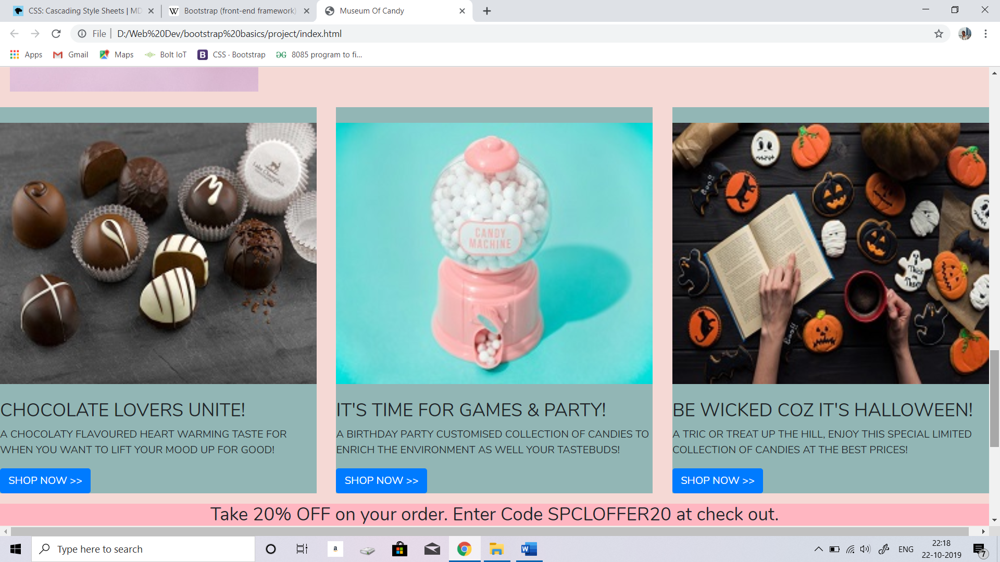 CSS: Cascading Style Sheets | MD
Bootstrap (front-end framework)
Museum Of Candy
File
D:/Web%20Dev/bootstrap%20basics/project/index.html
Apps
Gmail
Maps
Bolt IoT
CSS · Bootstrap
8085 program to fi...
CANDY
MACHINE
CHOCOLATE LOVERS UNITE!
A CHOCOLATY FLAVOURED HEART WARMING TASTE FOR
WHEN YOU WANT TO LIFT YOUR MOOD UP FOR GOOD!
SHOP NOW >>
IT'S TIME FOR GAMES & PARTY!
A BIRTHDAY PARTY CUSTOMISED COLLECTION OF CANDIES TO
ENRICH THE ENVIRONMENT AS WELL YOUR TASTEBUDS!
SHOP NOW >>
BE WICKED COZ IT'S HALLOWEEN!
A TRIC OR TREAT UP THE HILL, ENJOY THIS SPECIAL LIMITED
COLLECTION OF CANDIES AT THE BEST PRICES!
SHOP NOW >>
Take 20% OFF on your order. Enter Code SPCLOFFER20 at check out.
Type here to search
ENG
22:18
22-10-2019
7